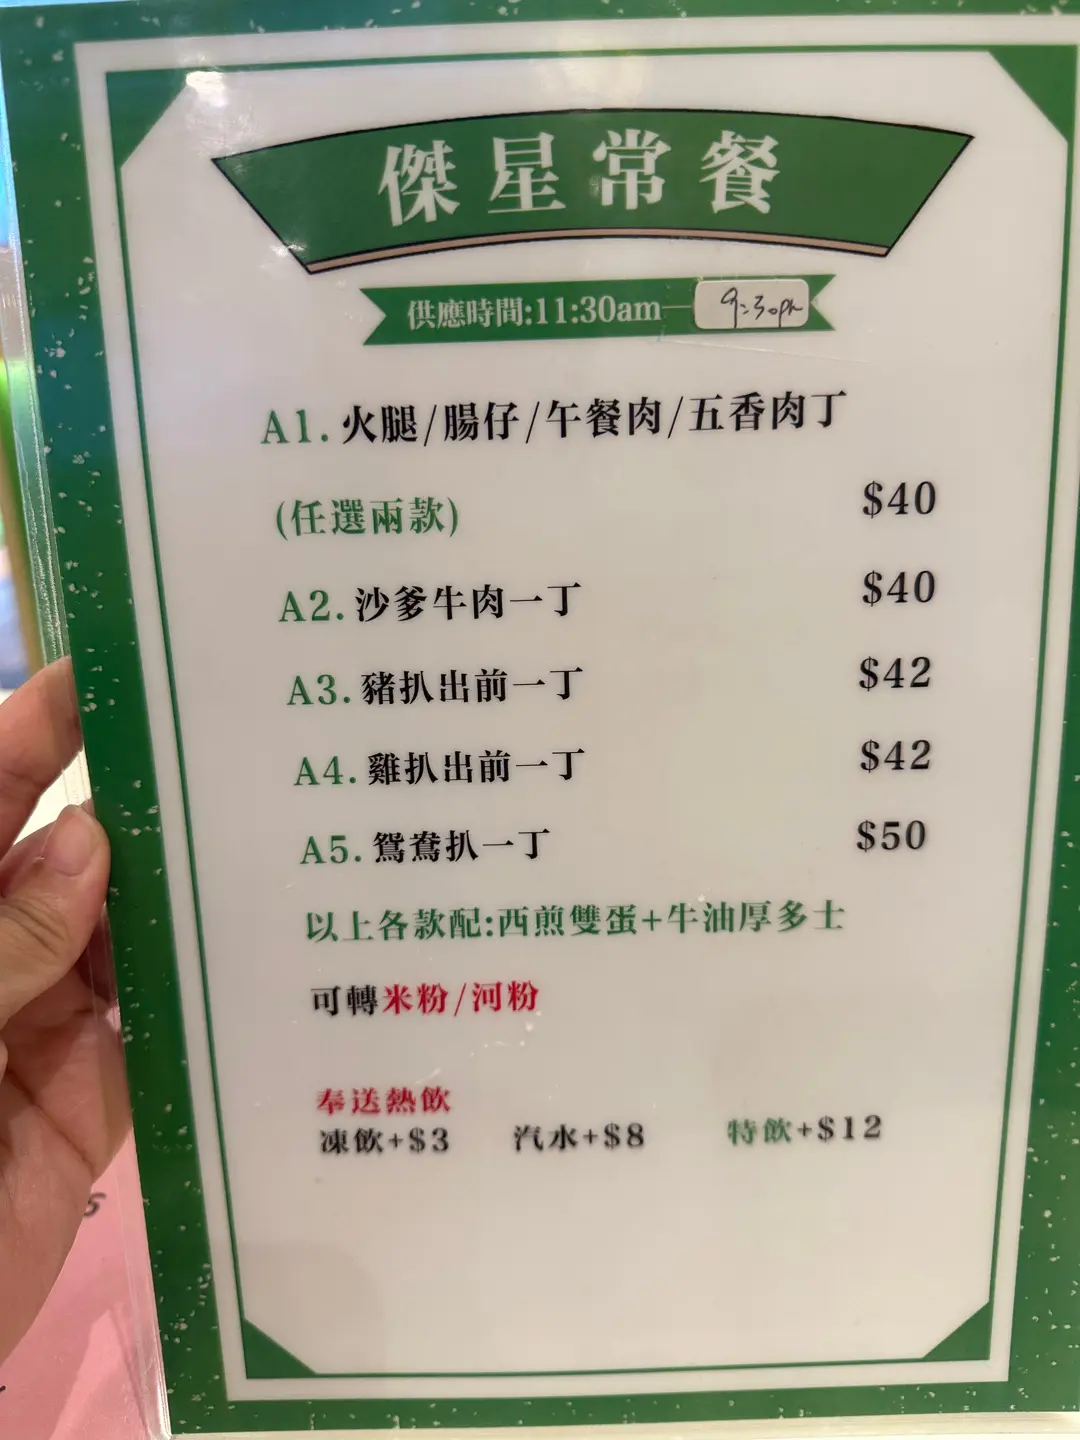 傑星常餐
供應時間:11:30am — 9:30pm
A1. 火腿/腸仔/午餐肉/五香肉丁
(任選兩款) $40
A2. 沙爹牛肉一丁 $40
A3. 豬扒出前一丁 $42
A4. 雞扒出前一丁 $42
A5. 鴛鴦扒一丁 $50
以上各款配:西煎雙蛋+牛油厚多士
可轉米粉/河粉
奉送熱飲
凍飲+$3 汽水+$8 特飲+$12